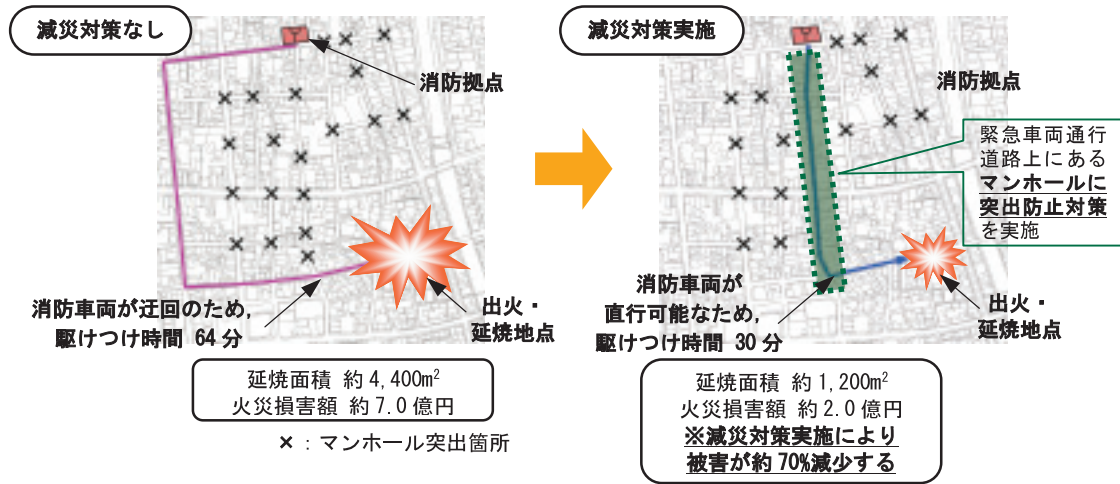 減災対策なし
消防拠点
消防車両が迂回のため,
駆けつけ時間 64分
出火・
延焼地点
延焼面積 約4,400m²
火災損害額 約7.0億円
×：マンホール突出箇所
減災対策実施
消防拠点
緊急車両通行
道路上にある
マンホールに
突出防止対策
を実施
消防車両が
直行可能なため,
駆けつけ時間 30分
出火・
延焼地点
延焼面積 約1,200m²
火災損害額 約2.0億円
※減災対策実施により
被害が約70%減少する